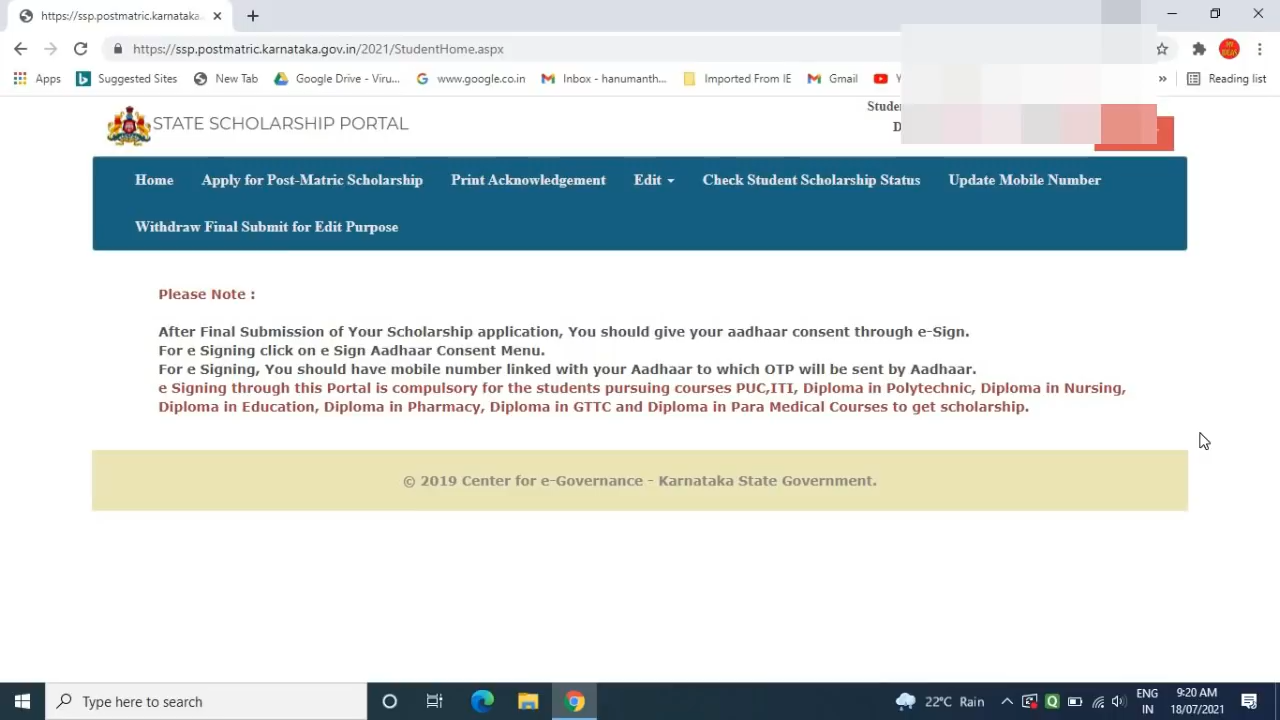 https://ssp.postmatric.karnataka.
https://ssp.postmatric.karnataka.gov.in/2021/StudentHome.aspx
Apps Suggested Sites New Tab Google Drive - Viru... www.google.co.in Inbox - hanumanth... Imported From IE Gmail » Reading list
STATE SCHOLARSHIP PORTAL
Home Apply for Post-Matric Scholarship Print Acknowledgement Edit Check Student Scholarship Status Update Mobile Number
Withdraw Final Submit for Edit Purpose
Please Note :
After Final Submission of Your Scholarship application, You should give your aadhaar consent through e-Sign.
For e Signing click on e Sign Aadhaar Consent Menu.
For e Signing, You should have mobile number linked with your Aadhaar to which OTP will be sent by Aadhaar.
e Signing through this Portal is compulsory for the students pursuing courses PUC,ITI, Diploma in Polytechnic, Diploma in Nursing,
Diploma in Education, Diploma in Pharmacy, Diploma in GTTC and Diploma in Para Medical Courses to get scholarship.
© 2019 Center for e-Governance - Karnataka State Government.
Type here to search
22°C Rain
ENG
IN
9:20 AM
18/07/2021